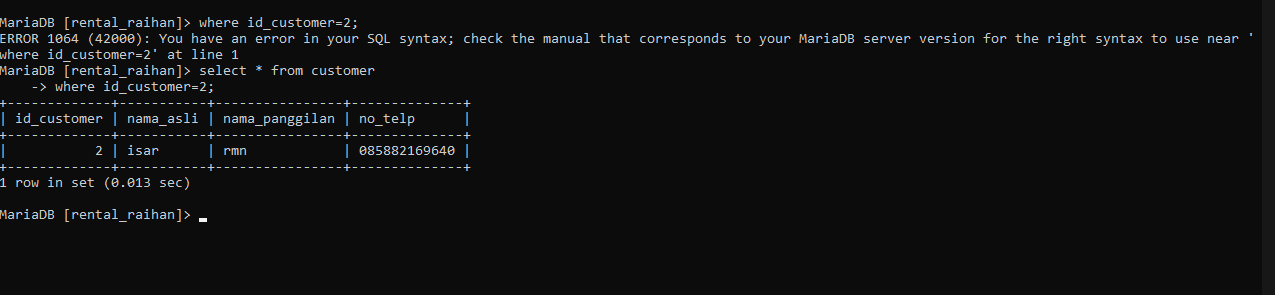 MariaDB [rental_raihan]> where id_customer=2;
ERROR 1064 (42000): You have an error in your SQL syntax; check the manual that corresponds to your MariaDB server version for the right syntax to use near '
where id_customer=2' at line 1
MariaDB [rental_raihan]> select * from customer
    -> where id_customer=2;
+-------------+-----------+----------------+--------------+
| id_customer | nama_asli | nama_panggilan | no_telp      |
+-------------+-----------+----------------+--------------+
|           2 | isar      | rmn            | 085882169640 |
+-------------+-----------+----------------+--------------+
1 row in set (0.013 sec)

MariaDB [rental_raihan]>